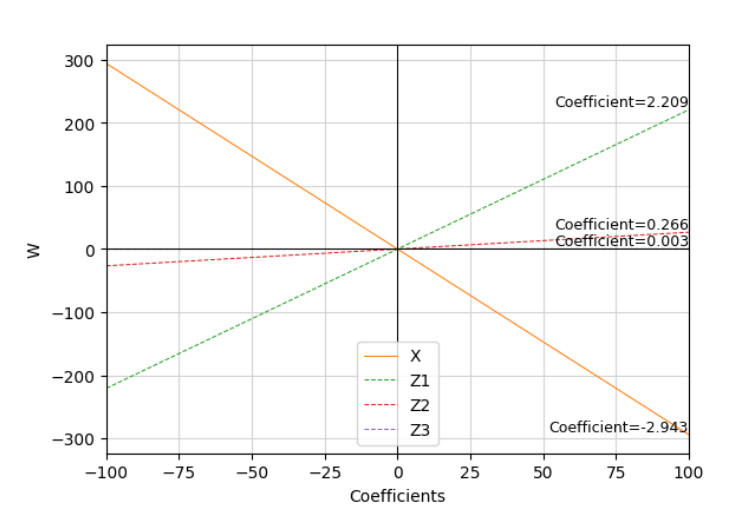 300
200
100
0
−100
−200
−300
W
Coefficient=2.209
Coefficient=0.266
Coefficient=0.003
Coefficient=-2.943
X
Z1
Z2
Z3
−100 −75 −50 −25 0 25 50 75 100
Coefficients